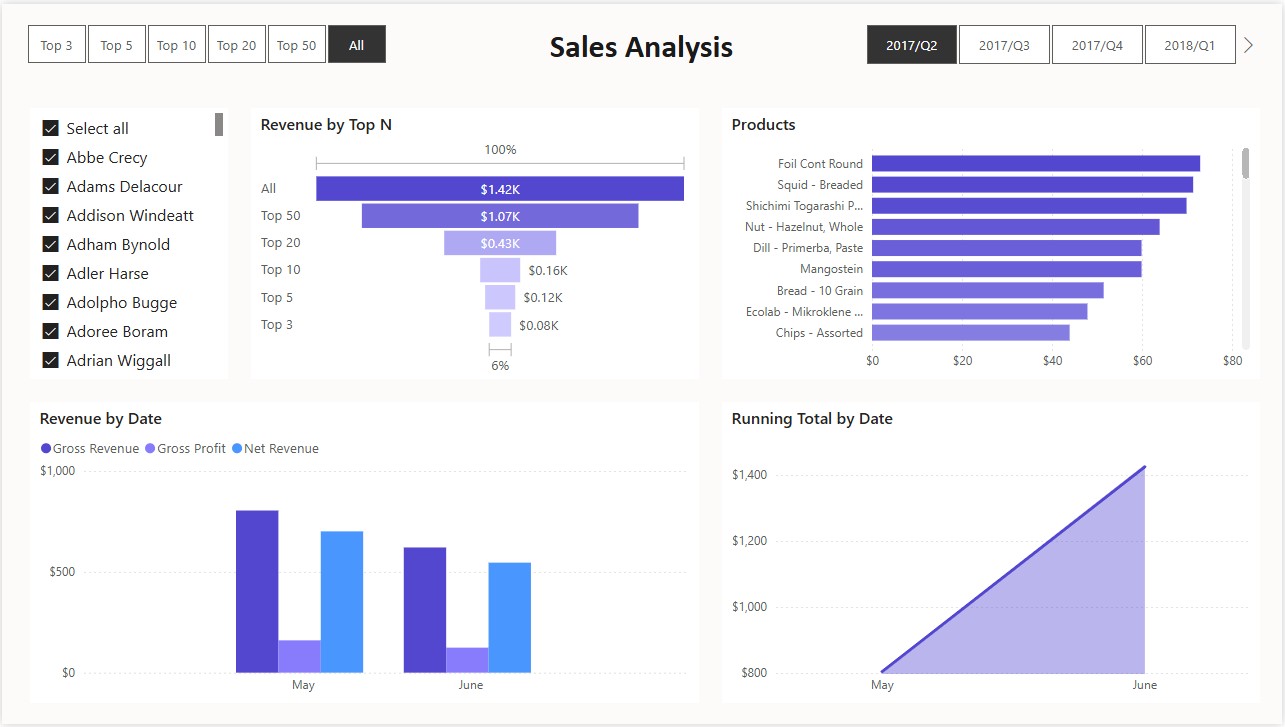 Top 3 Top 5 Top 10 Top 20 Top 50 All
Sales Analysis
2017/Q2 2017/Q3 2017/Q4 2018/Q1
Select all
Abbe Crecy
Adams Delacour
Addison Windeatt
Adham Bynold
Adler Harse
Adolpho Bugge
Adoree Boram
Adrian Wiggall
Revenue by Top N
100%
All $1.42K
Top 50 $1.07K
Top 20 $0.43K
Top 10 $0.16K
Top 5 $0.12K
Top 3 $0.08K
6%
Products
Foil Cont Round
Squid - Breaded
Shichimi Togarashi P...
Nut - Hazelnut, Whole
Dill - Primerba, Paste
Mangostein
Bread - 10 Grain
Ecolab - Mikroklene ...
Chips - Assorted
$0 $20 $40 $60 $80
Revenue by Date
Gross Revenue Gross Profit Net Revenue
$1,000
$500
$0
May June
Running Total by Date
$1,400
$1,200
$1,000
$800
May June